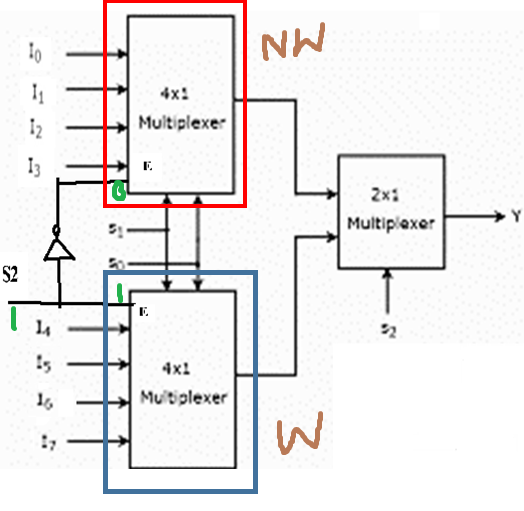 I0
I1
I2
I3
4x1
Multiplexer
E
NW
0
s1
s0
S2
1
1
E
I4
I5
I6
I7
4x1
Multiplexer
W
2x1
Multiplexer
Y
s2